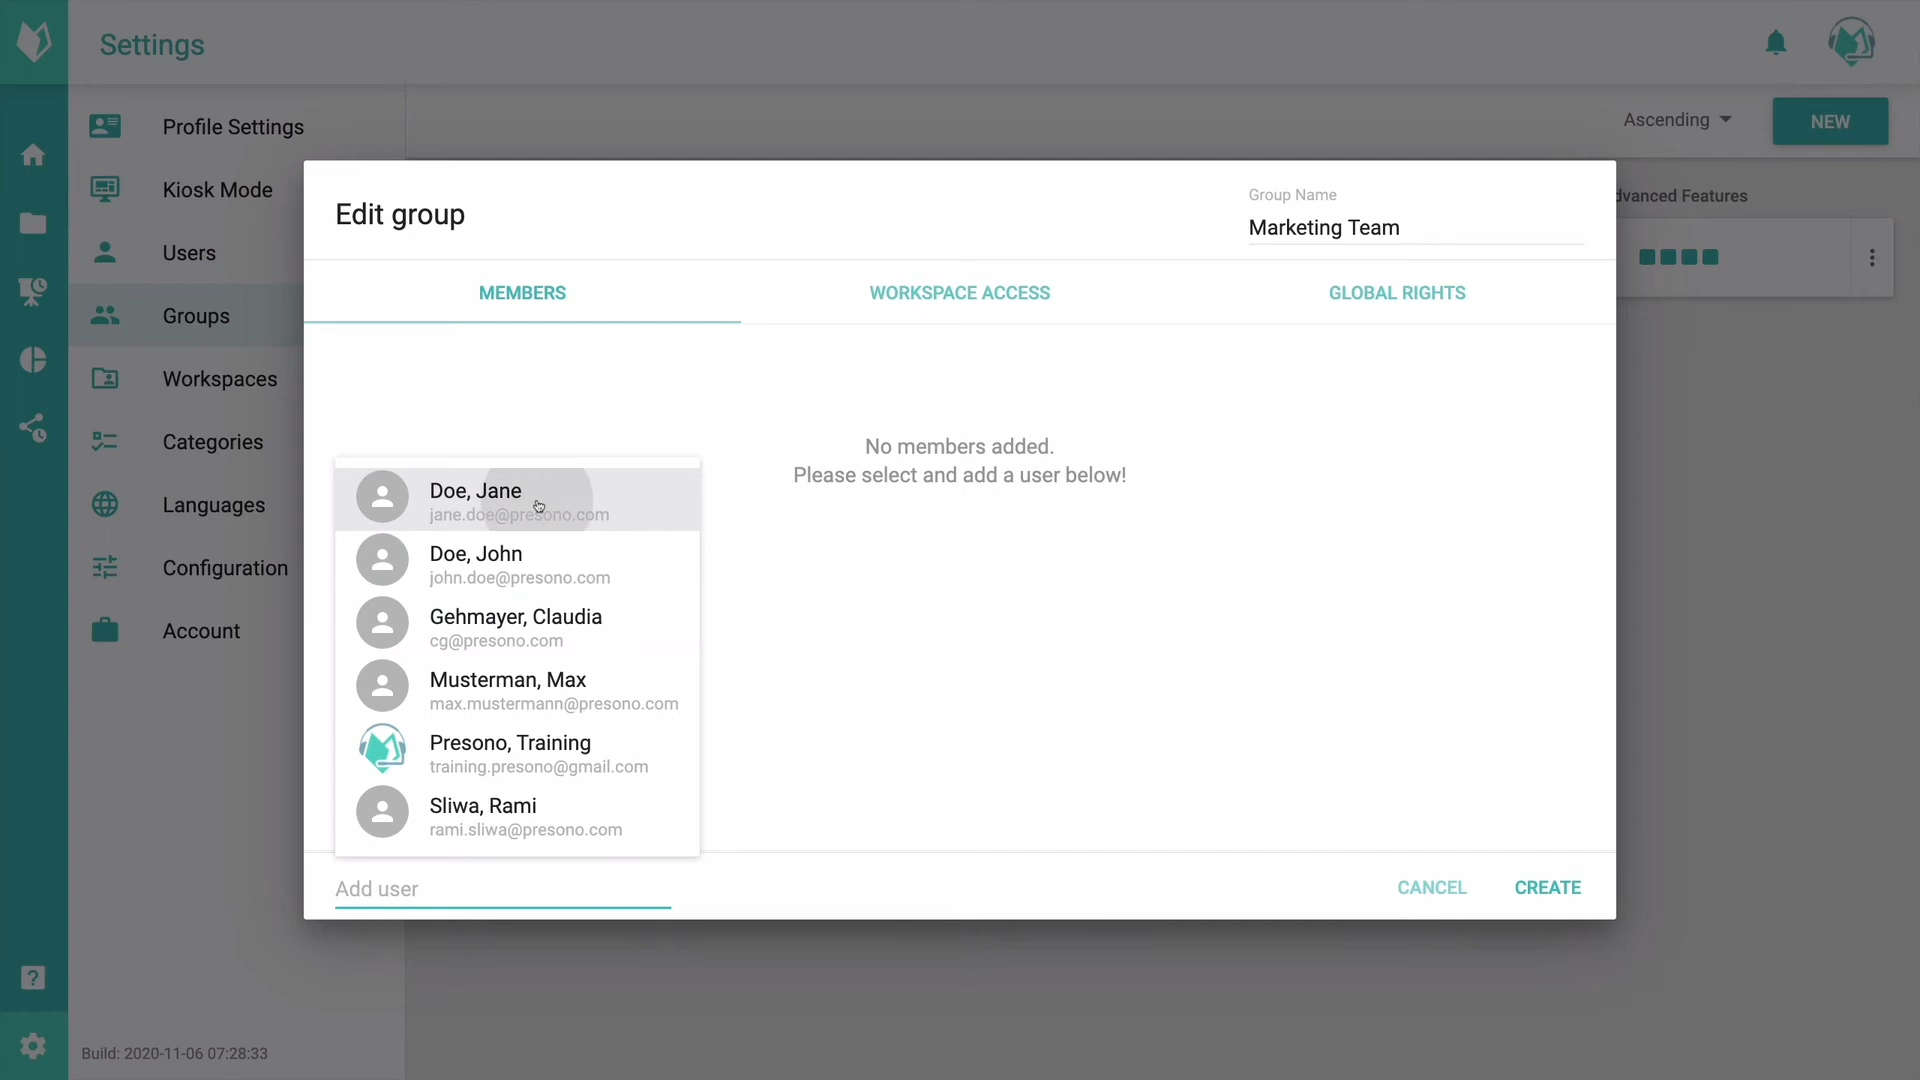 Settings
Profile Settings
Kiosk Mode
Users
Groups
Workspaces
Categories
Languages
Configuration
Account
Build: 2020-11-06 07:28:33
Ascending
NEW
dvanced Features
Edit group
Group Name
Marketing Team
MEMBERS
WORKSPACE ACCESS
GLOBAL RIGHTS
No members added.
Please select and add a user below!
Doe, Jane
jane.doe@presono.com
Doe, John
john.doe@presono.com
Gehmayer, Claudia
cg@presono.com
Musterman, Max
max.mustermann@presono.com
Presono, Training
training.presono@gmail.com
Sliwa, Rami
rami.sliwa@presono.com
Add user
CANCEL
CREATE